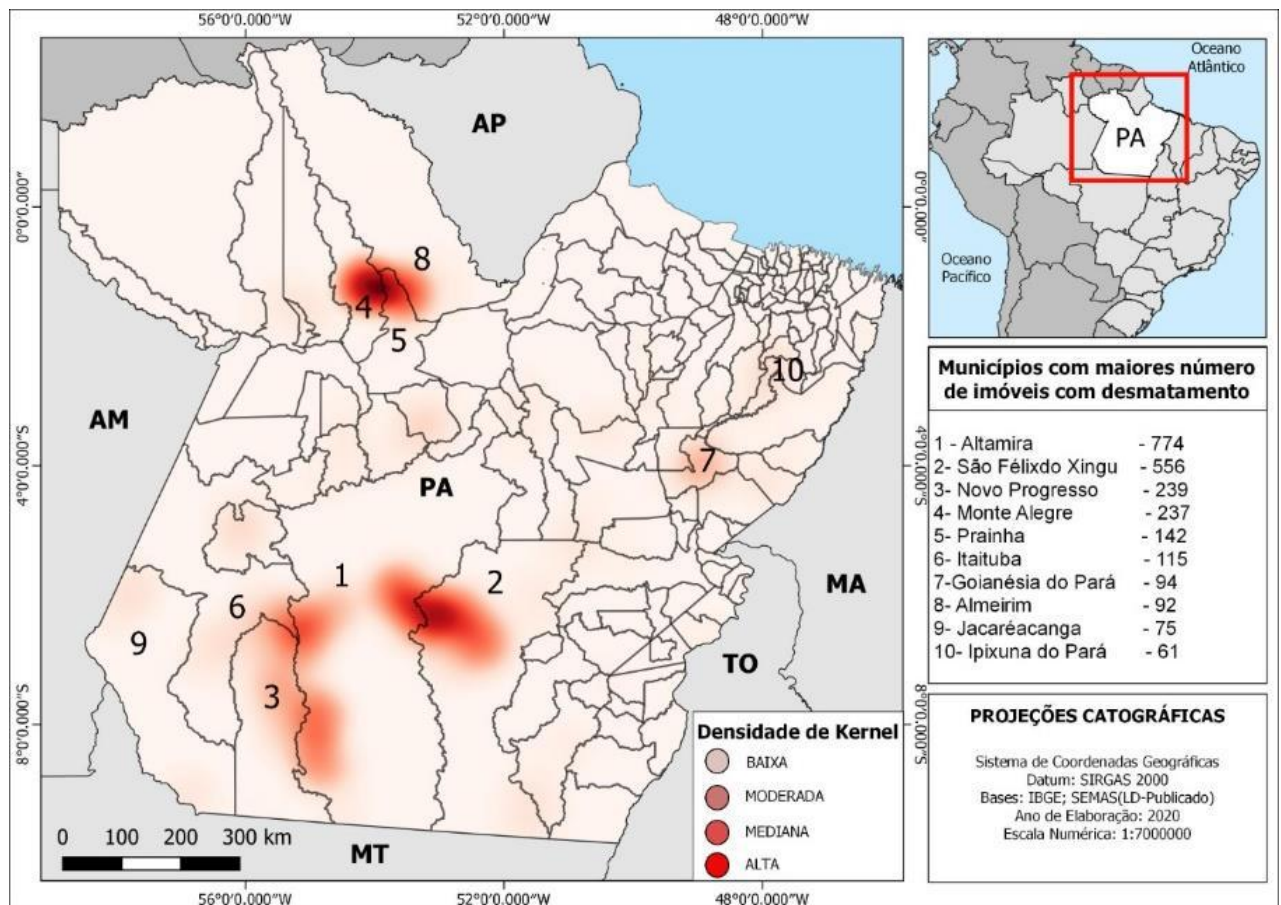 56°0'0.000"W
52°0'0.000"W
48°0'0.000"W
0°0'0.000"
4°0'0.000"S
8°0'0.000"S
AP
8
4
5
10
AM
7
PA
1
2
6
MA
9
3
TO
MT
0 100 200 300 km
Densidade de Kernel
BAIXA
MODERADA
MEDIANA
ALTA
0°0'0.000"
4°0'0.000"S
8°0'0.000"S
56°0'0.000"W
52°0'0.000"W
48°0'0.000"W
Oceano
Atlântico
PA
Oceano
Pacífico
Municípios com maiores número
de imóveis com desmatamento
1 - Altamira - 774
2- São Félixdo Xingu - 556
3- Novo Progresso - 239
4- Monte Alegre - 237
5- Prainha - 142
6- Itaituba - 115
7-Goianésia do Pará - 94
8- Almeirim - 92
9- Jacaréacanga - 75
10- Ipixuna do Pará - 61
PROJEÇÕES CATOGRÁFICAS
Sistema de Coordenadas Geográficas
Datum: SIRGAS 2000
Bases: IBGE; SEMAS(LD-Publicado)
Ano de Elaboração: 2020
Escala Numérica: 1:7000000